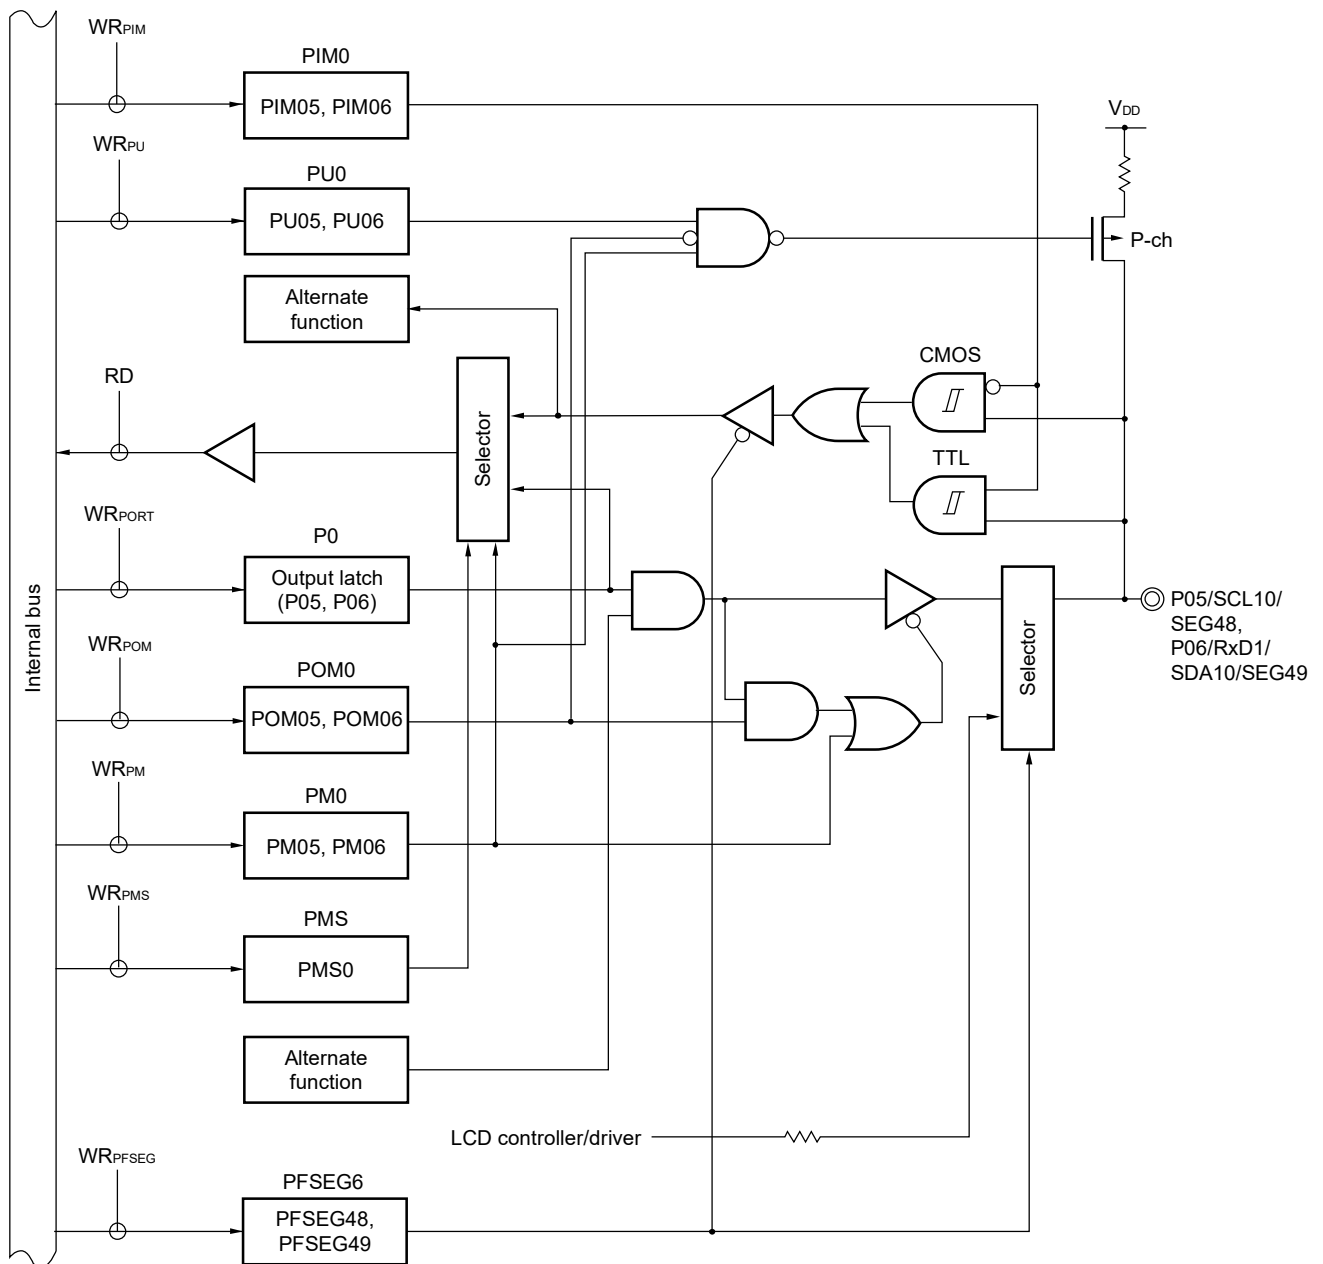 WRPIM
PIM0
PIM05, PIM06
VDD
WRPU
PU0
PU05, PU06
P-ch
Alternate
function
CMOS
RD
Selector
TTL
WRPORT
P0
Output latch
(P05, P06)
Internal bus
Selector
P05/SCL10/
SEG48,
P06/RxD1/
SDA10/SEG49
WRPOM
POM0
POM05, POM06
WRPM
PM0
PM05, PM06
WRPMS
PMS
PMS0
Alternate
function
LCD controller/driver
WRPFSEG
PFSEG6
PFSEG48,
PFSEG49